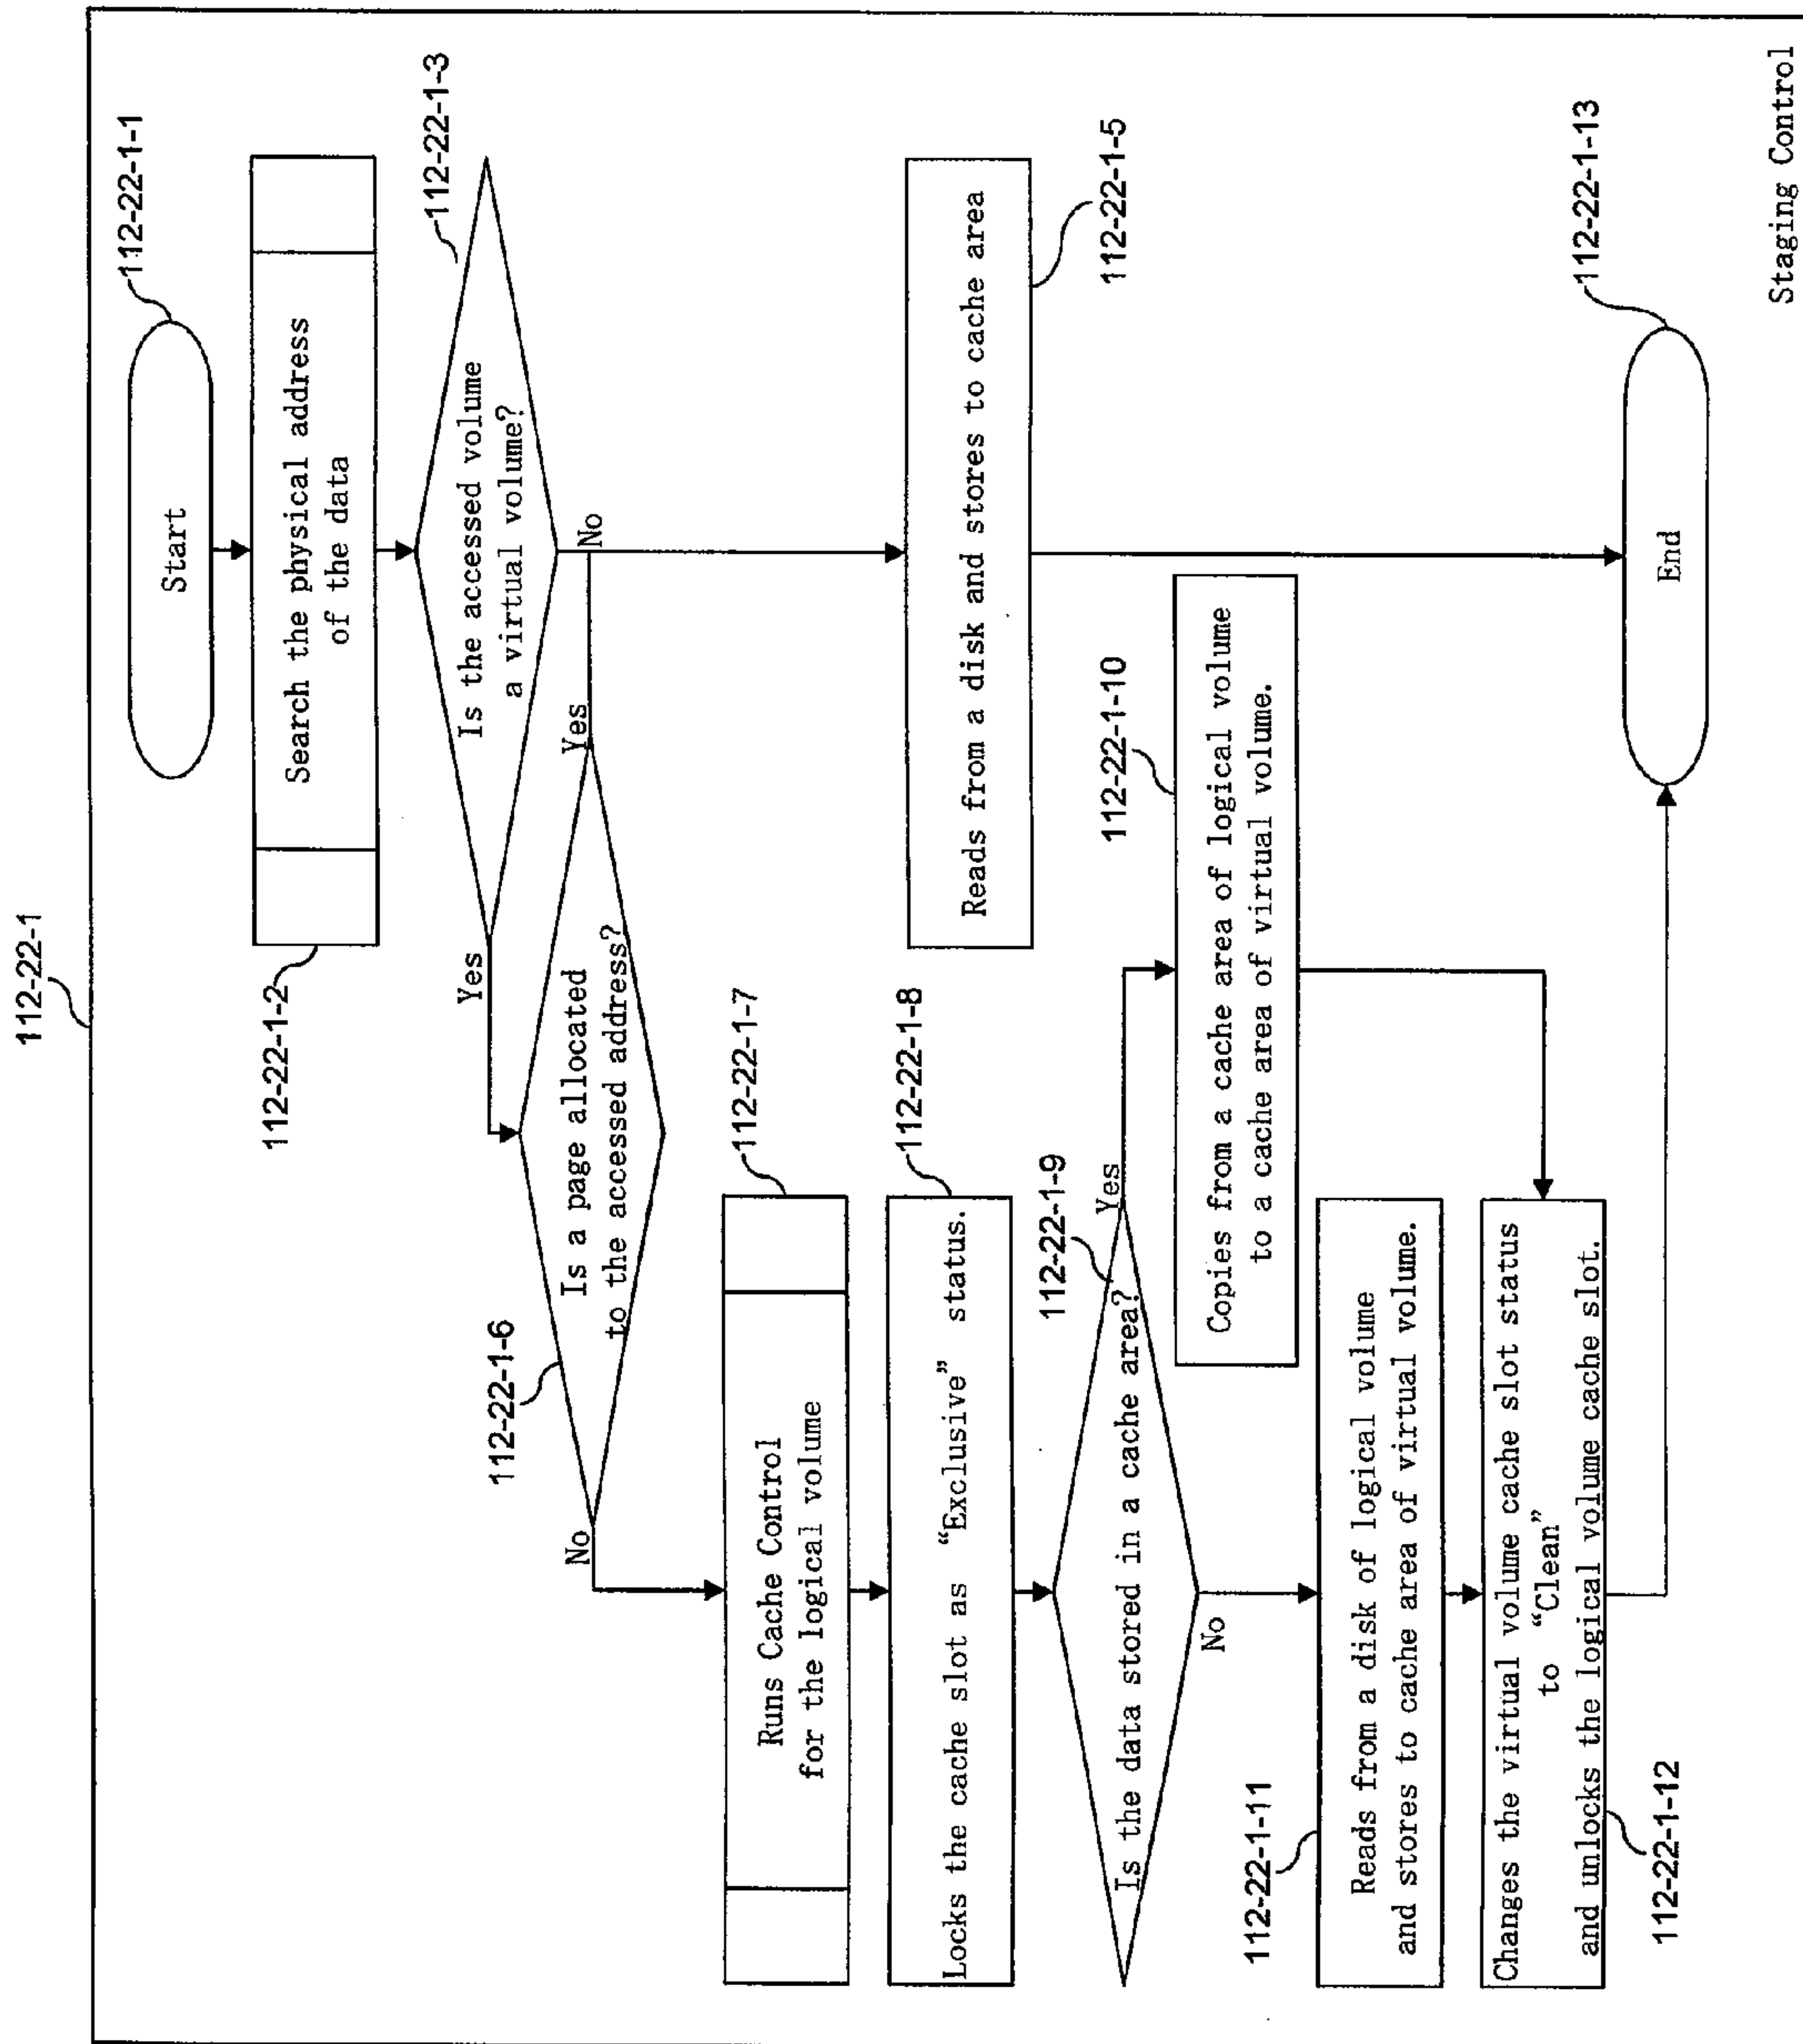 112-22-1
Start
112-22-1-1
Search the physical address
of the data
112-22-1-2
Is the accessed volume
a virtual volume?
112-22-1-3
Yes
No
Is a page allocated
to the accessed address?
112-22-1-6
Yes
No
Runs Cache Control
for the logical volume
112-22-1-7
Locks the cache slot as “Exclusive” status.
112-22-1-8
Reads from a disk and stores to cache area
112-22-1-5
Is the data stored in a cache area?
112-22-1-9
Yes
No
Copies from a cache area of logical volume
to a cache area of virtual volume.
112-22-1-10
Reads from a disk of logical volume
and stores to cache area of virtual volume.
112-22-1-11
Changes the virtual volume cache slot status
to “Clean”
and unlocks the logical volume cache slot.
112-22-1-12
End
112-22-1-13
Staging Control